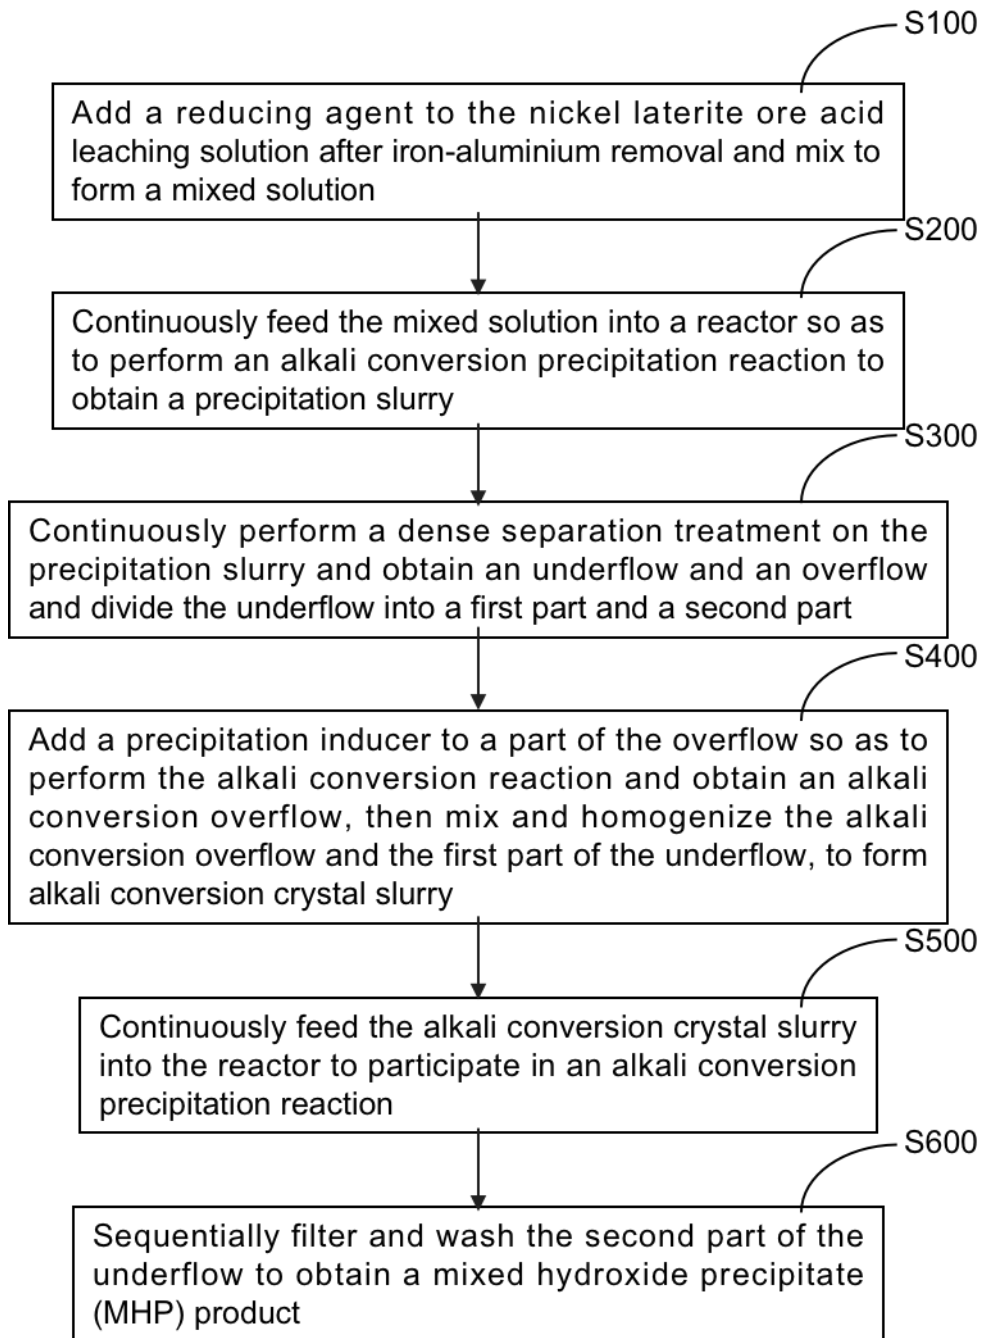 S100
Add a reducing agent to the nickel laterite ore acid
leaching solution after iron-aluminium removal and mix to
form a mixed solution
S200
Continuously feed the mixed solution into a reactor so as
to perform an alkali conversion precipitation reaction to
obtain a precipitation slurry
S300
Continuously perform a dense separation treatment on the
precipitation slurry and obtain an underflow and an overflow
and divide the underflow into a first part and a second part
S400
Add a precipitation inducer to a part of the overflow so as to
perform the alkali conversion reaction and obtain an alkali
conversion overflow, then mix and homogenize the alkali
conversion overflow and the first part of the underflow, to form
alkali conversion crystal slurry
S500
Continuously feed the alkali conversion crystal slurry
into the reactor to participate in an alkali conversion
precipitation reaction
S600
Sequentially filter and wash the second part of the
underflow to obtain a mixed hydroxide precipitate
(MHP) product